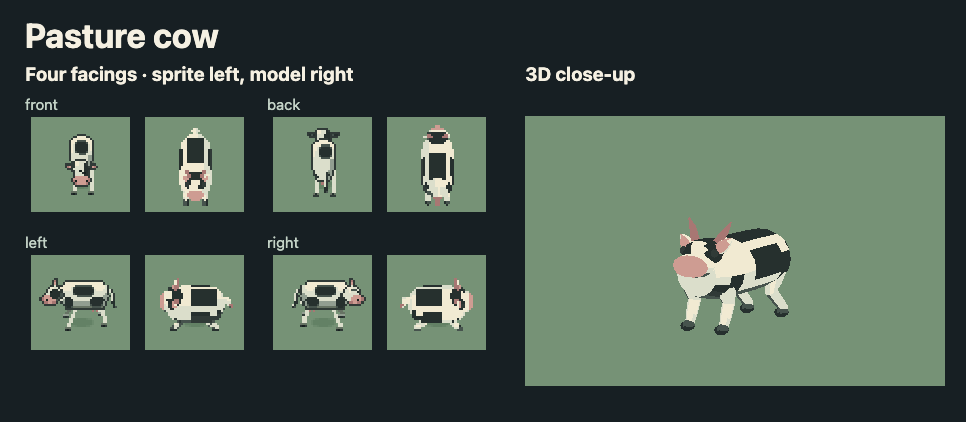 Pasture cow
Four facings · sprite left, model right
3D close-up
front
back
left
right